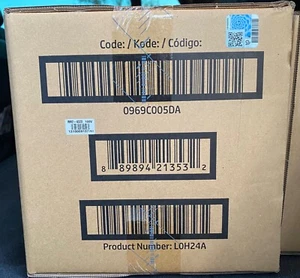 Code: / Kode: / Código:
0969C005DA
8 89894 21353 2
Product Number: L0H24A